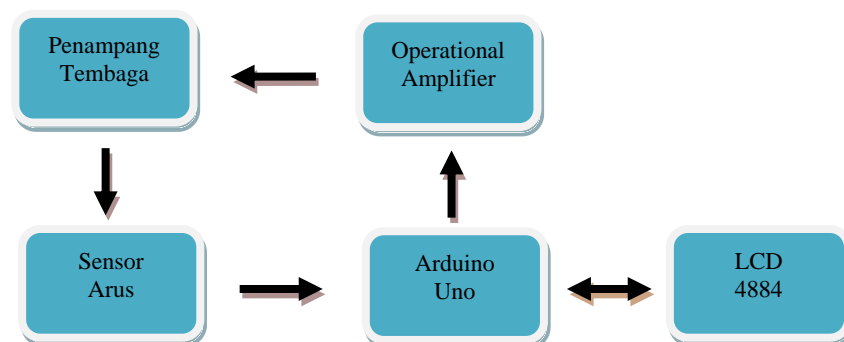 Penampang
Tembaga
Operational
Amplifier
Sensor
Arus
Arduino
Uno
LCD
4884